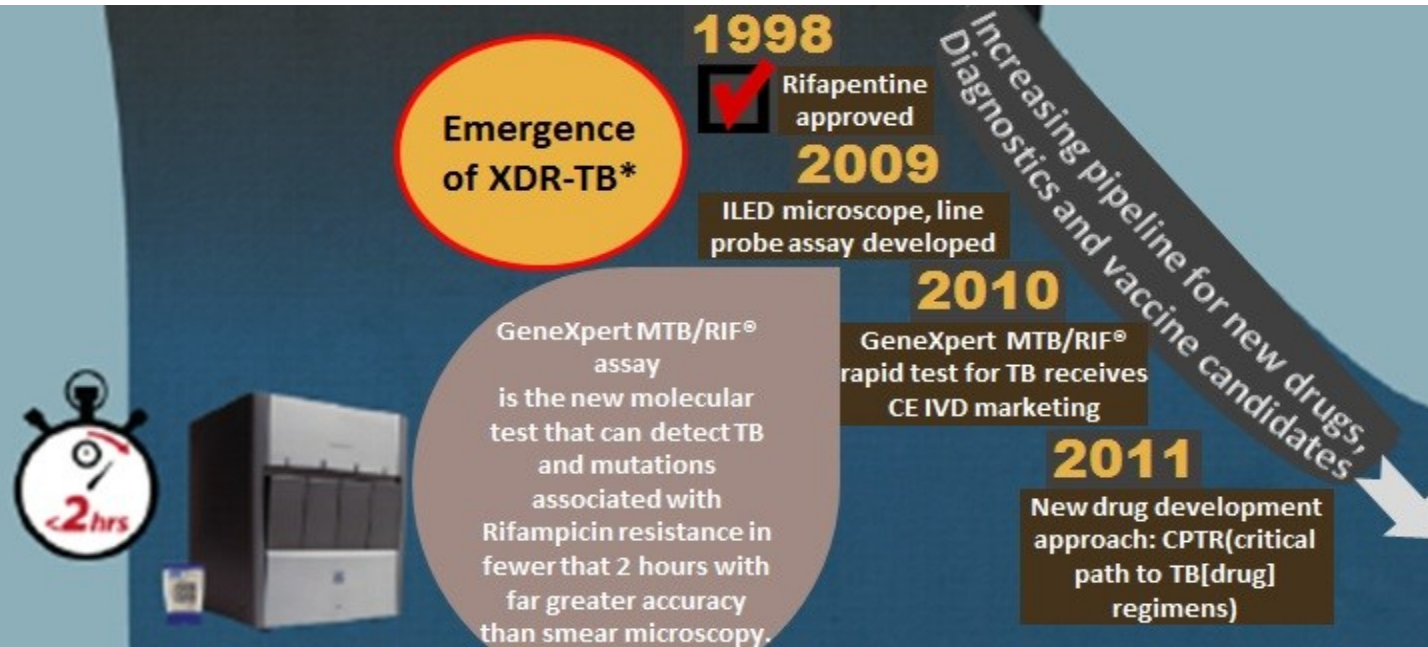 Emergence
of XDR-TB*
1998
Rifapentine
approved
2009
ILED microscope, line
probe assay developed
2010
GeneXpert MTB/RIF®
rapid test for TB receives
CE IVD marketing
2011
New drug development
approach: CPTR(critical
path to TB[drug]
regimens)
Increasing pipeline for new drugs,
Diagnostics and vaccine candidates
GeneXpert MTB/RIF®
assay
is the new molecular
test that can detect TB
and mutations
associated with
Rifampicin resistance in
fewer that 2 hours with
far greater accuracy
than smear microscopy.
<2hrs